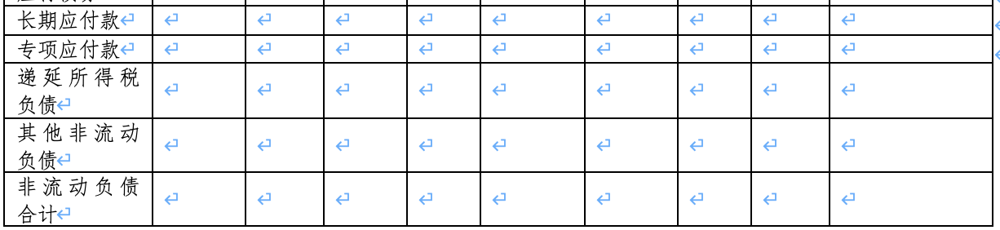 长期应付款
专项应付款
递延所得税
负债
其他非流动
负债
非流动负债
合计